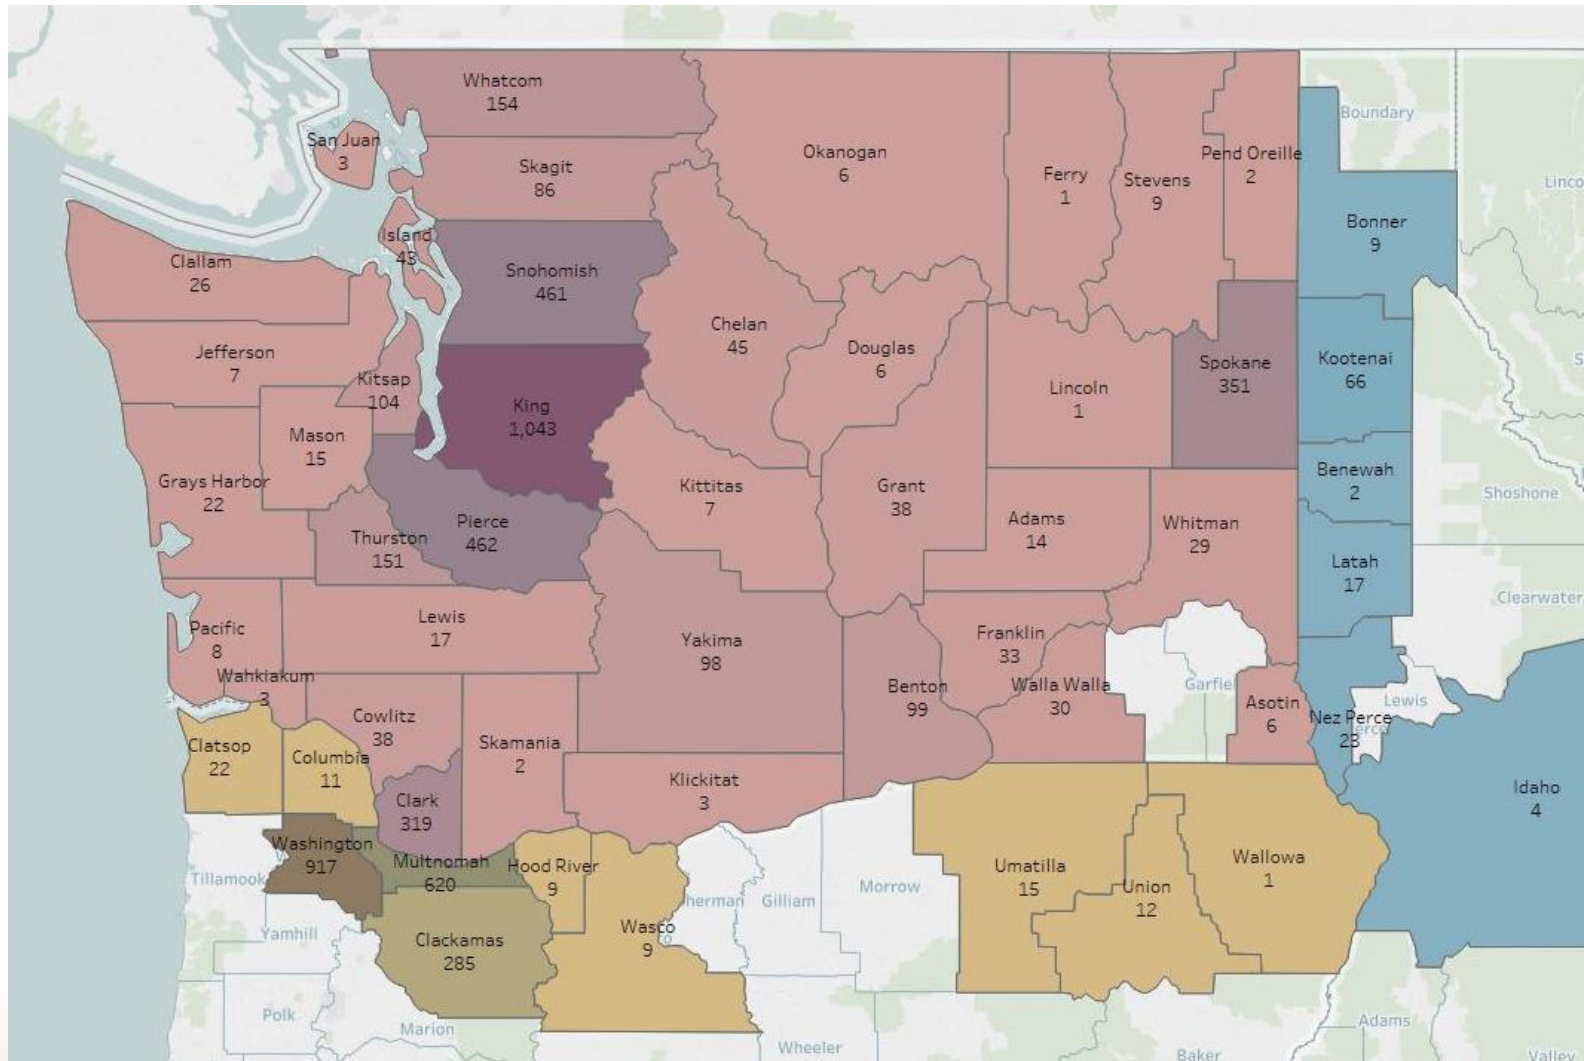 Whatcom
154
Boundary
San Juan
3
Skagit
86
Okanogan
6
Ferry
1
Stevens
9
Pend Oreille
2
Bonner
9
Island
43
Clallam
26
Snohomish
461
Chelan
45
Douglas
6
Jefferson
7
Kitsap
104
King
1,043
Lincoln
1
Spokane
351
Kootenai
66
Mason
15
Grays Harbor
22
Kittitas
7
Grant
38
Adams
14
Whitman
29
Benewah
2
Shoshone
Thurston
151
Pierce
462
Latah
17
Clearwater
Pacific
8
Lewis
17
Yakima
98
Franklin
33
Wahkiakum
3
Benton
99
Walla Walla
30
Garfie
Asotin
6
Nez Perce
23
Lewis
Cowlitz
38
Skamania
2
Clatsop
22
Columbia
11
Klickitat
3
Clark
319
Idaho
4
Washington
917
Multnomah
620
Hood River
9
Tillamook
herman
Gilliam
Morrow
Umatilla
15
Union
12
Wallowa
1
Yamhill
Clackamas
285
Wasco
9
Polk
Marion
Wheeler
Baker
Adams
Valley